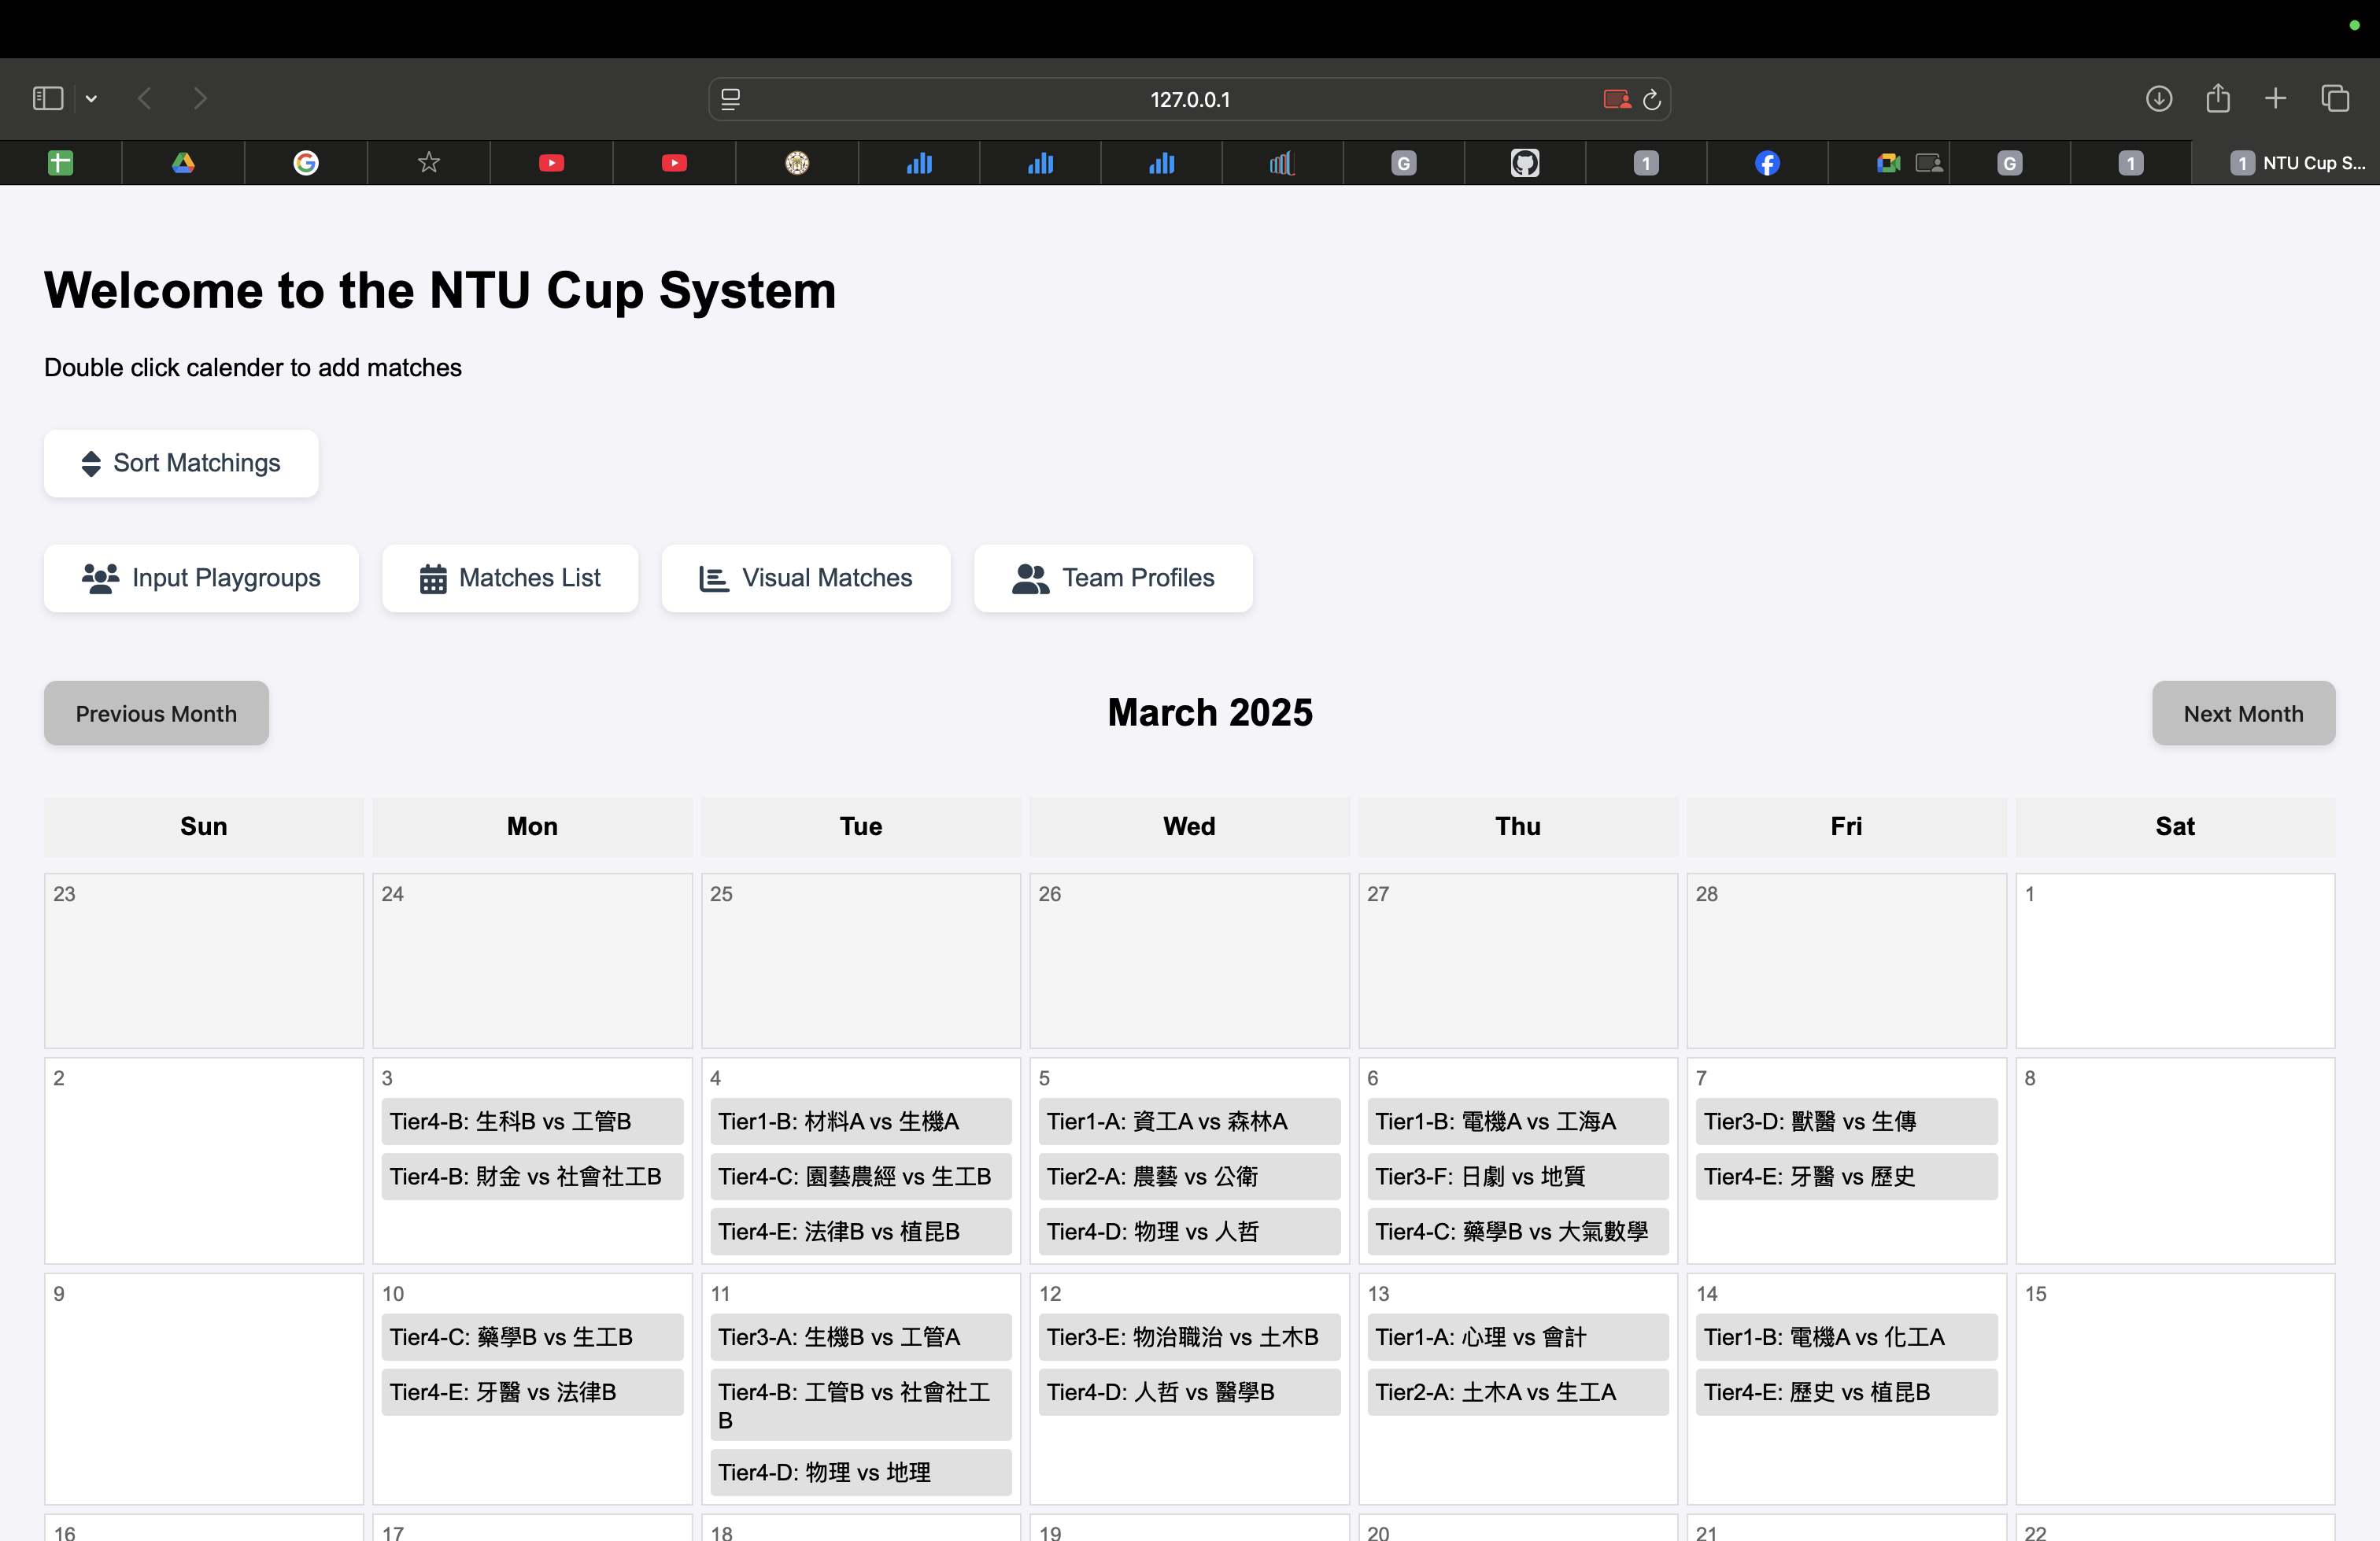 127.0.0.1
G
1
G
1
1 NTU Cup S...
Welcome to the NTU Cup System
Double click calender to add matches
Sort Matchings
Input Playgroups
Matches List
Visual Matches
Team Profiles
Previous Month
March 2025
Next Month
Sun Mon Tue Wed Thu Fri Sat
23
24
25
26
27
28
1
2
3
Tier4-B: 生科B vs 工管B
Tier4-B: 財金 vs 社會社工B
4
Tier1-B: 材料A vs 生機A
Tier4-C: 園藝農經 vs 生工B
Tier4-E: 法律B vs 植昆B
5
Tier1-A: 資工A vs 森林A
Tier2-A: 農藝 vs 公衛
Tier4-D: 物理 vs 人哲
6
Tier1-B: 電機A vs 工海A
Tier3-F: 日劇 vs 地質
Tier4-C: 藥學B vs 大氣數學
7
Tier3-D: 獸醫 vs 生傳
Tier4-E: 牙醫 vs 歷史
8
9
10
Tier4-C: 藥學B vs 生工B
Tier4-E: 牙醫 vs 法律B
11
Tier3-A: 生機B vs 工管A
Tier4-B: 工管B vs 社會社工
B
Tier4-D: 物理 vs 地理
12
Tier3-E: 物治職治 vs 土木B
Tier4-D: 人哲 vs 醫學B
13
Tier1-A: 心理 vs 會計
Tier2-A: 土木A vs 生工A
14
Tier1-B: 電機A vs 化工A
Tier4-E: 歷史 vs 植昆B
15
16
17
18
19
20
21
22